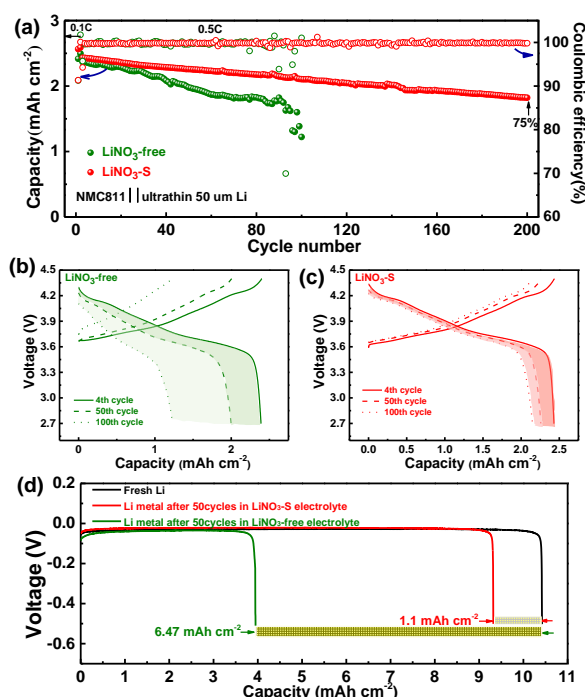 (a)
0.1C
0.5C
3
2
1
0
Capacity(mAh cm⁻²)
100
90
80
70
60
Coulombic efficiency(%)
75%
LiNO₃-free
LiNO₃-S
NMC811||ultrathin 50 um Li
0 40 80 120 160 200
Cycle number
(b)
LiNO₃-free
4.5
4.2
3.9
3.6
3.3
3.0
2.7
Voltage (V)
4th cycle
50th cycle
100th cycle
0 1 2
Capacity (mAh cm⁻²)
(c)
LiNO₃-S
4.5
4.2
3.9
3.6
3.3
3.0
2.7
Voltage (V)
4th cycle
50th cycle
100th cycle
0.0 0.5 1.0 1.5 2.0 2.5
Capacity (mAh cm⁻²)
(d)
0.2
0.0
-0.2
-0.4
-0.6
Voltage (V)
Fresh Li
Li metal after 50cycles in LiNO₃-S electrolyte
Li metal after 50cycles in LiNO₃-free electrolyte
1.1 mAh cm⁻²
6.47 mAh cm⁻²
0 1 2 3 4 5 6 7 8 9 10 11
Capacity (mAh cm⁻²)